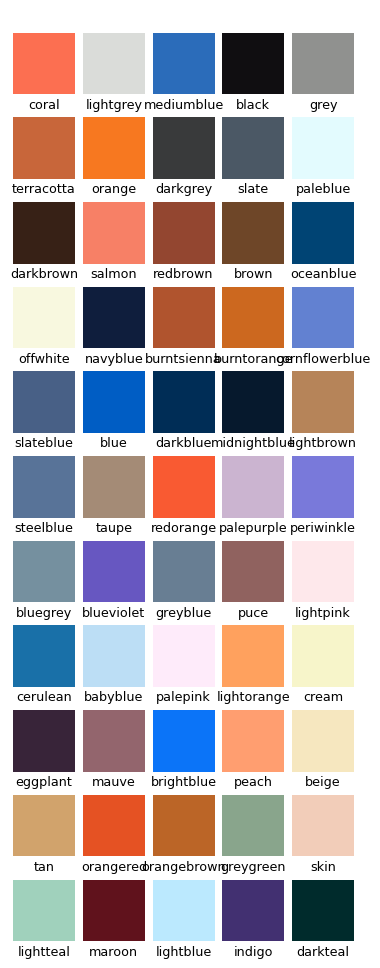 coral lightgrey mediumblue black grey
terracotta orange darkgrey slate paleblue
darkbrown salmon redbrown brown oceanblue
offwhite navyblue burntsienna burntorange cornflowerblue
slateblue blue darkblue midnightblue lightbrown
steelblue taupe redorange palepurple periwinkle
bluegrey blueviolet greyblue puce lightpink
cerulean babyblue palepink lightorange cream
eggplant mauve brightblue peach beige
tan orangered orangebrown greygreen skin
lightteal maroon lightblue indigo darkteal